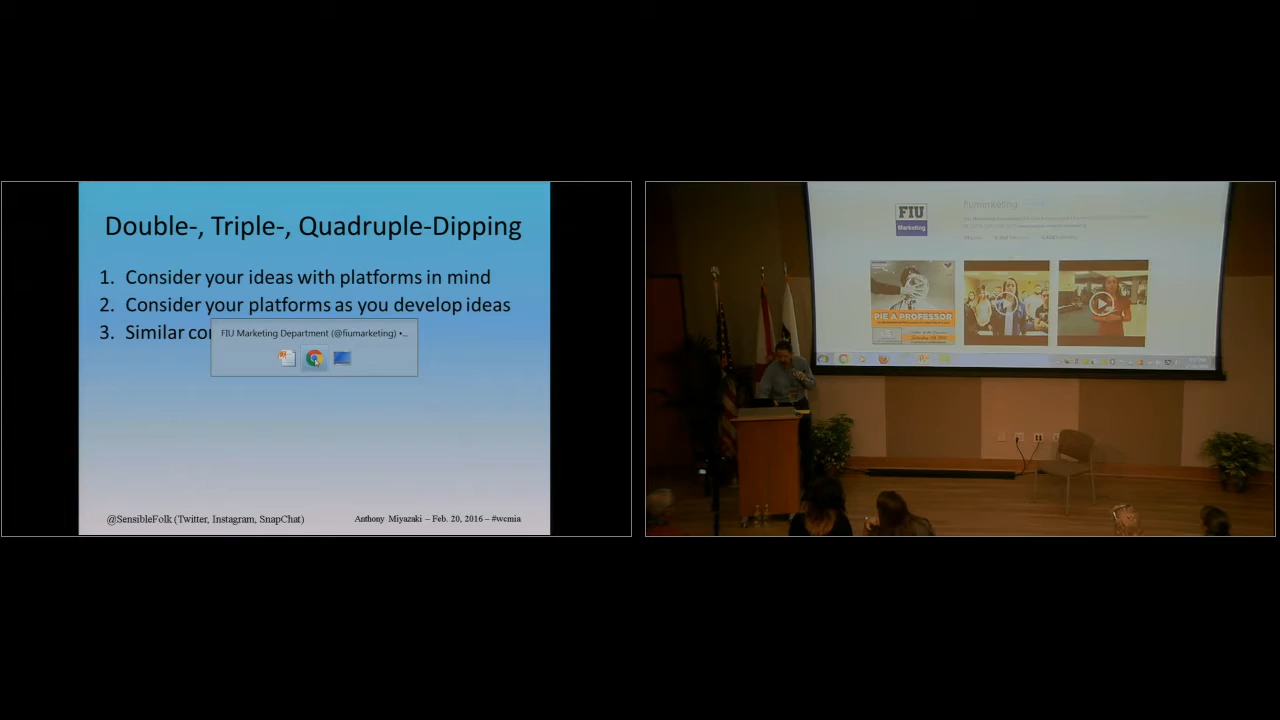 Double-, Triple-, Quadruple-Dipping
1. Consider your ideas with platforms in mind
2. Consider your platforms as you develop ideas
3. Similar co
FIU Marketing Department (@fiumarketing) •...
@SensibleFolk (Twitter, Instagram, SnapChat)
Anthony Miyazaki – Feb. 20, 2016 – #wcmia
fiumarketing
FIU
Marketing
PIE A PROFESSOR